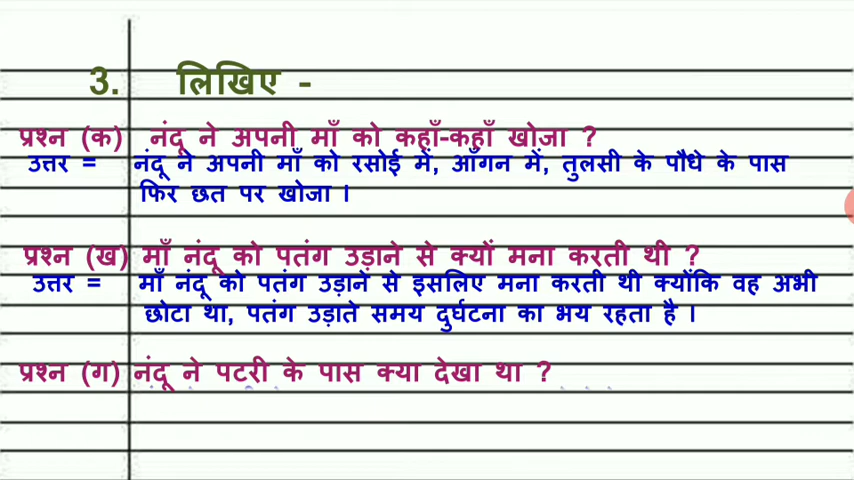 3. लिखिए -
प्रश्न (क) नंदू ने अपनी माँ को कहाँ-कहाँ खोजा ?
उत्तर = नंदू ने अपनी माँ को रसोई में, आँगन में, तुलसी के पौधे के पास
फिर छत पर खोजा ।
प्रश्न (ख) माँ नंदू को पतंग उड़ाने से क्यों मना करती थी ?
उत्तर = माँ नंदू को पतंग उड़ाने से इसलिए मना करती थी क्योंकि वह अभी
छोटा था, पतंग उड़ाते समय दुर्घटना का भय रहता है ।
प्रश्न (ग) नंदू ने पटरी के पास क्या देखा था ?